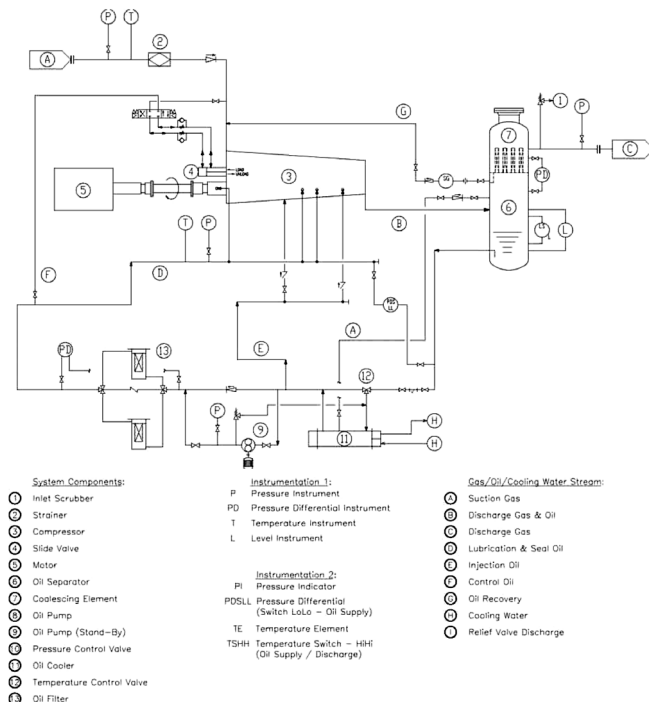 P
T
2
A
G
1
P
7
C
PD
4
LOAD
UNLOAD
3
5
SG
6
B
L
F
T
P
D
A
E
PD
13
12
P
9
11
H
H
System Components:
1 Inlet Scrubber
2 Strainer
3 Compressor
4 Slide Valve
5 Motor
6 Oil Separator
7 Coalescing Element
8 Oil Pump
9 Oil Pump (Stand-By)
10 Pressure Control Valve
11 Oil Cooler
12 Temperature Control Valve
13 Oil Filter
Instrumentation 1:
P Pressure Instrument
PD Pressure Differential Instrument
T Temperature Instrument
L Level Instrument
Instrumentation 2:
PI Pressure Indicator
PDSLL Pressure Differential
(Switch LoLo - Oil Supply)
TE Temperature Element
TSHH Temperature Switch - HiHi
(Oil Supply / Discharge)
Gas/Oil/Cooling Water Stream:
A Suction Gas
B Discharge Gas & Oil
C Discharge Gas
D Lubrication & Seal Oil
E Injection Oil
F Control Oil
G Oil Recovery
H Cooling Water
I Relief Valve Discharge